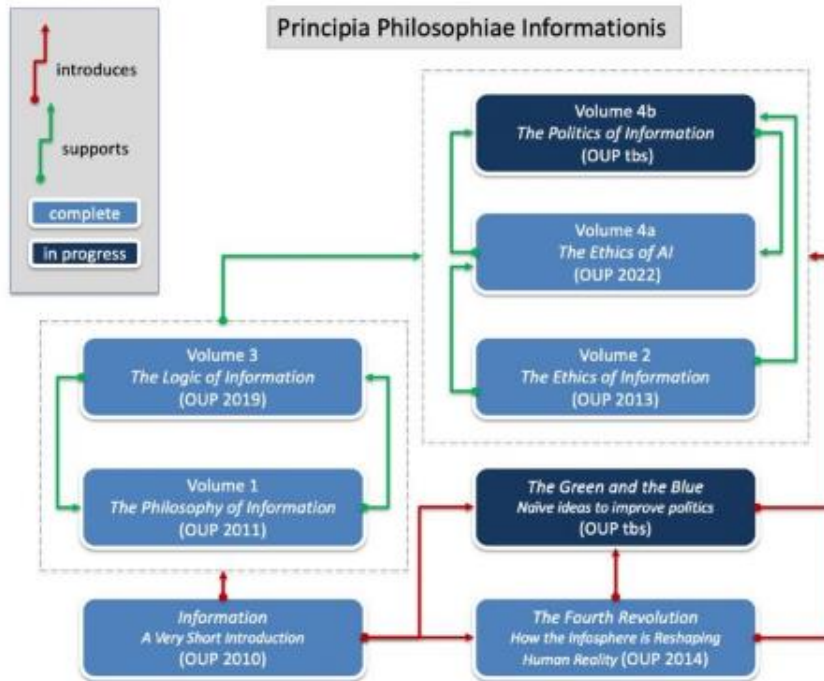 Principia Philosophiae Informationis
introduces
supports
complete
in progress
Volume 4b
The Politics of Information
(OUP tbs)
Volume 4a
The Ethics of AI
(OUP 2022)
Volume 3
The Logic of Information
(OUP 2019)
Volume 2
The Ethics of Information
(OUP 2013)
Volume 1
The Philosophy of Information
(OUP 2011)
The Green and the Blue
Naïve ideas to improve politics
(OUP tbs)
Information
A Very Short Introduction
(OUP 2010)
The Fourth Revolution
How the Infosphere is Reshaping
Human Reality (OUP 2014)